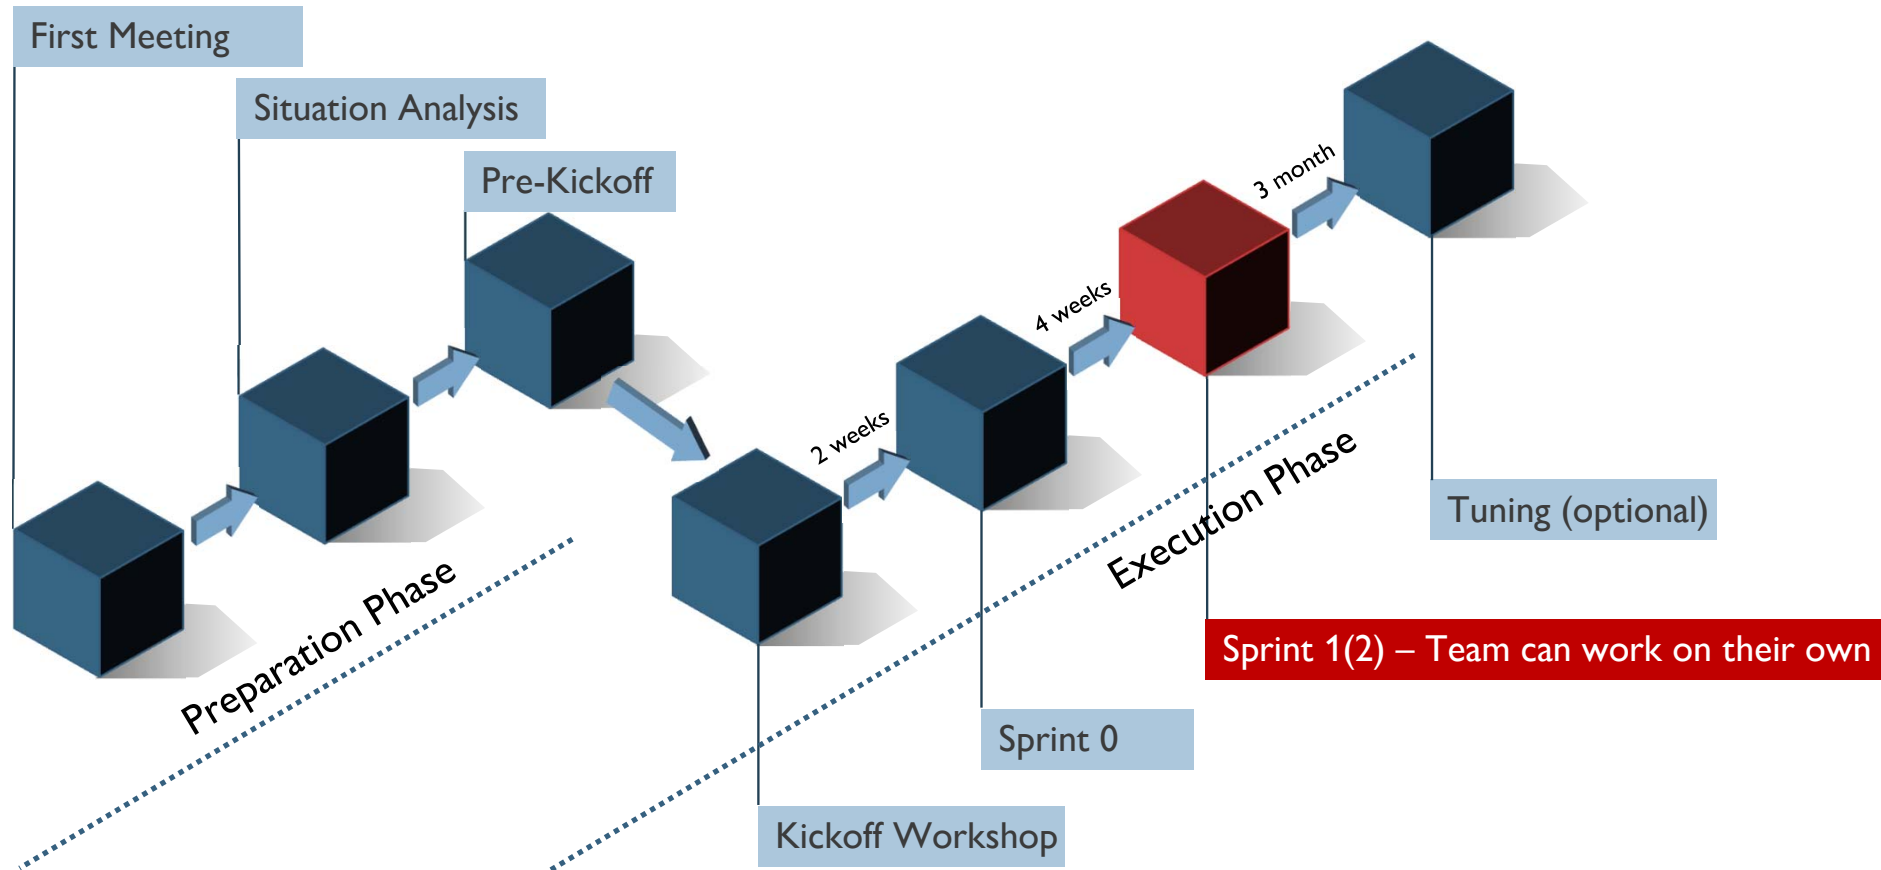 First Meeting
Situation Analysis
Pre-Kickoff
Preparation Phase
2 weeks
4 weeks
3 month
Execution Phase
Tuning (optional)
Sprint 1(2) – Team can work on their own
Sprint 0
Kickoff Workshop